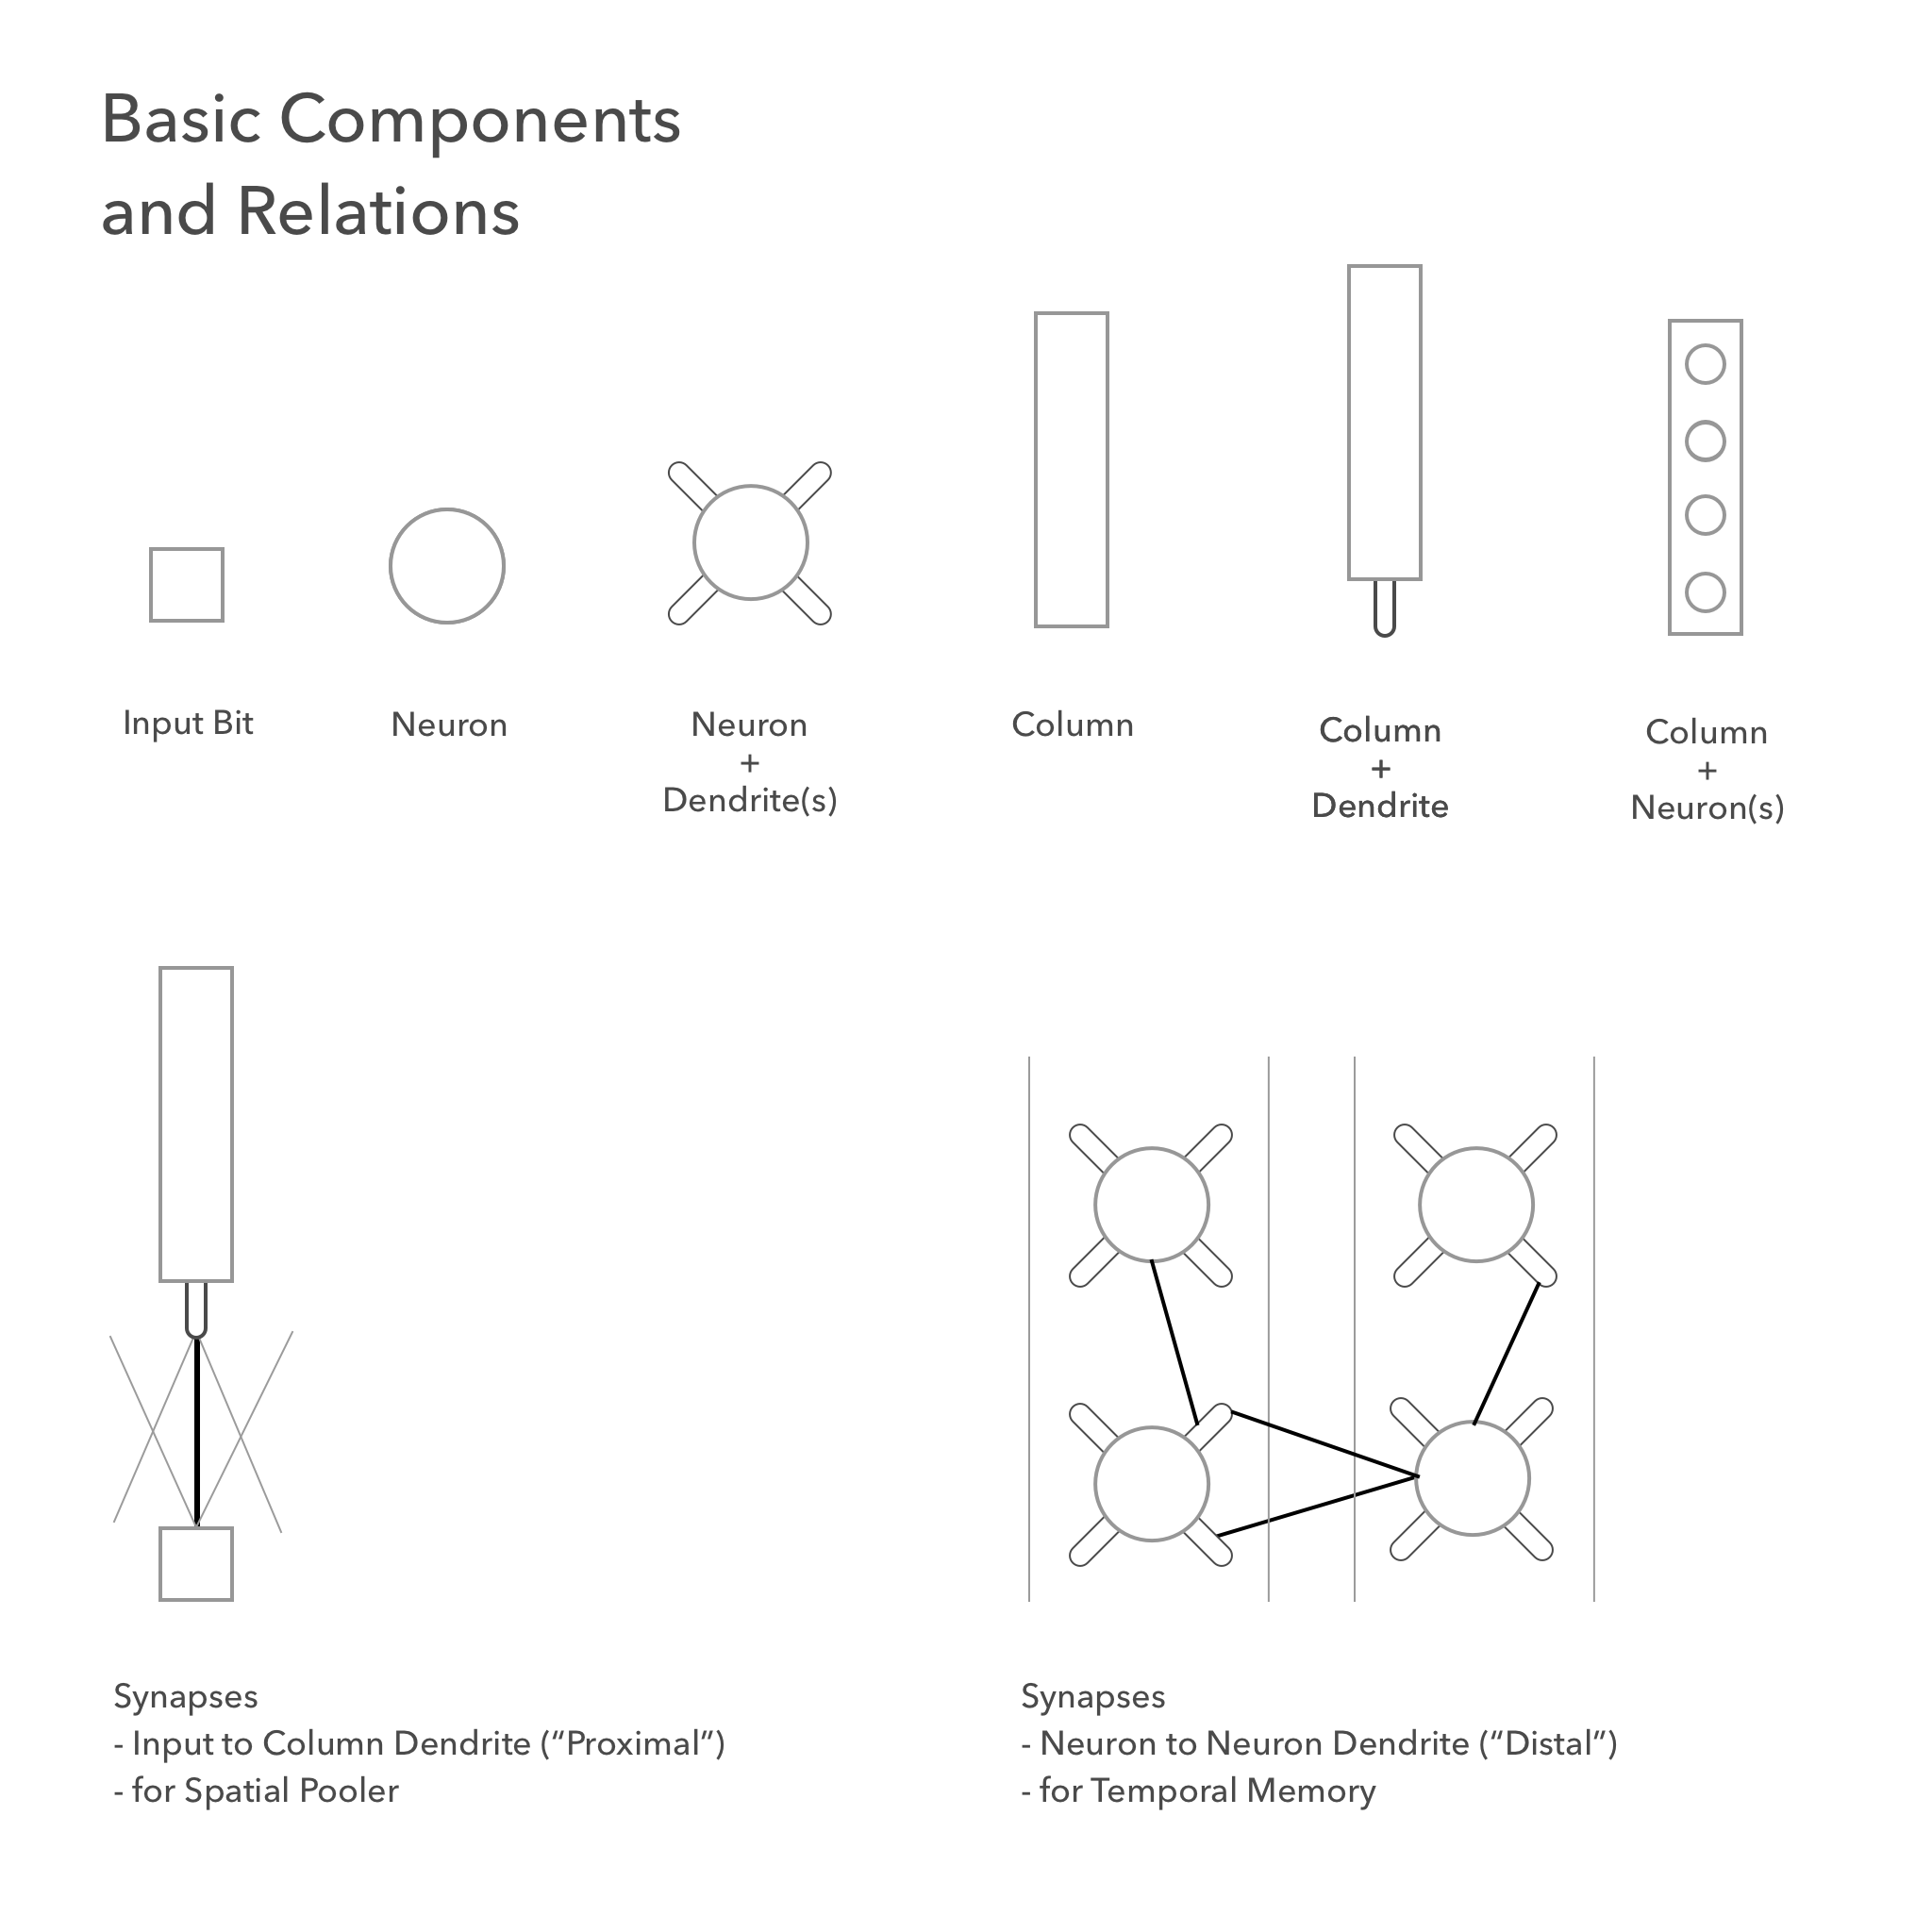 Basic Components
and Relations
Input Bit
Neuron
Neuron
+
Dendrite(s)
Column
Column
+
Dendrite
Column
+
Neuron(s)
Synapses
- Input to Column Dendrite (“Proximal”)
- for Spatial Pooler
Synapses
- Neuron to Neuron Dendrite (“Distal”)
- for Temporal Memory